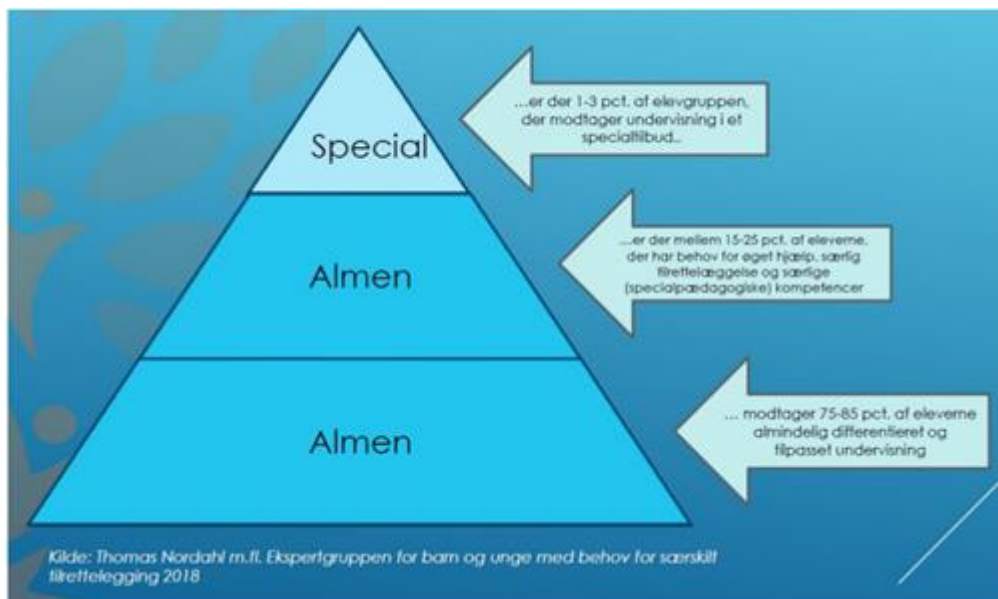 Special
...er der 1-3 pct. af elevgruppen,
der modtager undervisning i et
specialtilbud..
Almen
...er der mellem 15-25 pct. af eleverne,
der har behov for øget hjælp, særlig
tilrettelæggelse og særlige
(specialpædagogiske) kompetencer
Almen
... modtager 75-85 pct. af eleverne
almindelig differentieret og
tilpasset undervisning
Kilde: Thomas Nordahl m.fl. Ekspertgruppen for barn og unge med behov for særskilt
tilrettelegging 2018